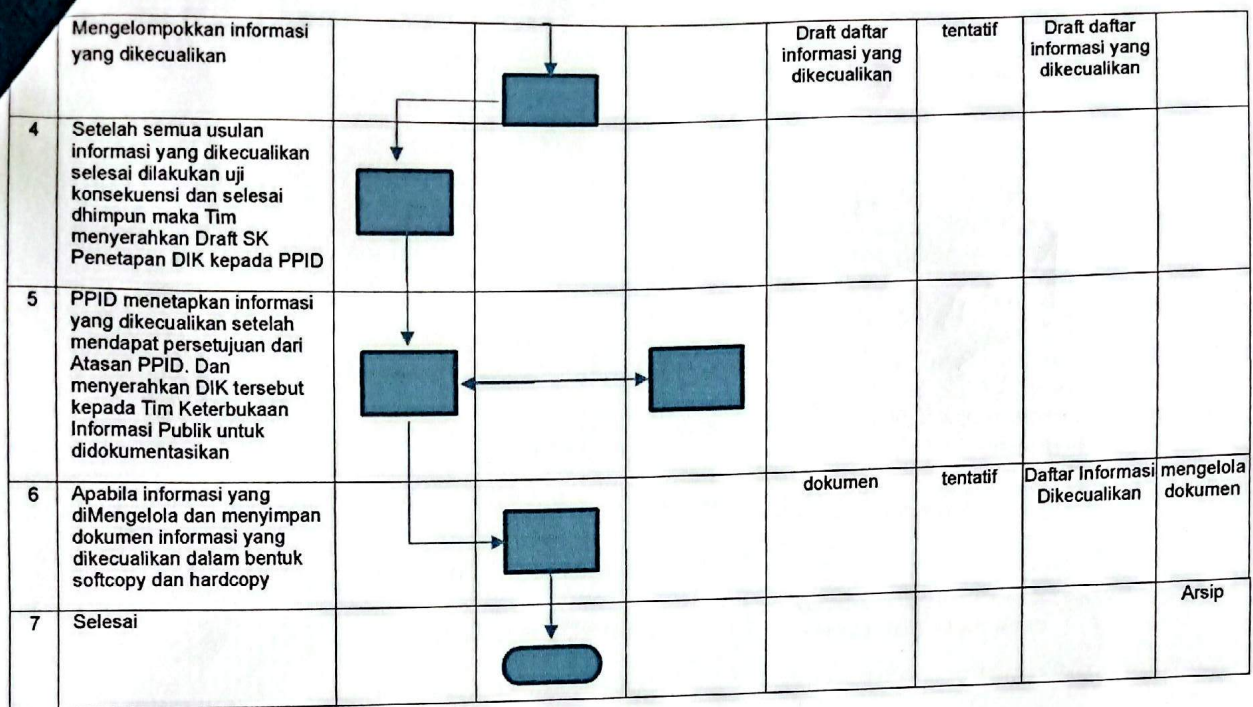 Mengelompokkan informasi
yang dikecualikan
Draft daftar
informasi yang
dikecualikan
tentatif
Draft daftar
informasi yang
dikecualikan
4
Setelah semua usulan
informasi yang dikecualikan
selesai dilakukan uji
konsekuensi dan selesai
dhimpun maka Tim
menyerahkan Draft SK
Penetapan DIK kepada PPID
5
PPID menetapkan informasi
yang dikecualikan setelah
mendapat persetujuan dari
Atasan PPID. Dan
menyerahkan DIK tersebut
kepada Tim Keterbukaan
Informasi Publik untuk
didokumentasikan
6
Apabila informasi yang
diMengelola dan menyimpan
dokumen informasi yang
dikecualikan dalam bentuk
softcopy dan hardcopy
dokumen
tentatif
Daftar Informasi
Dikecualikan
mengelola
dokumen
7
Selesai
Arsip